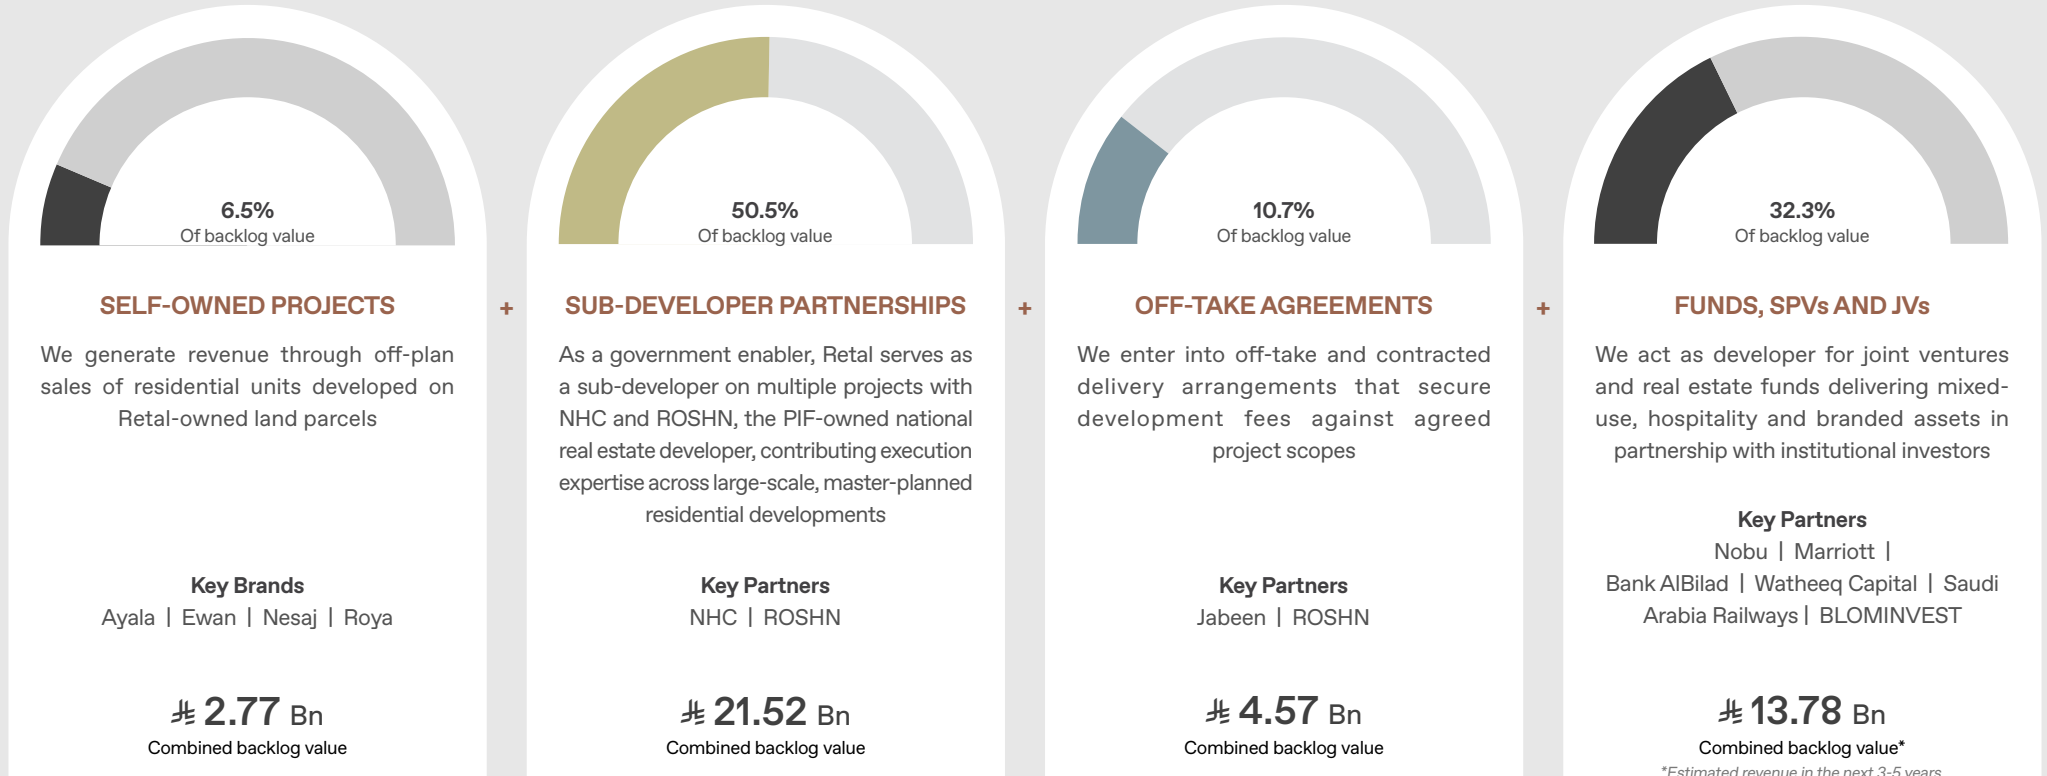 6.5%
Of backlog value
SELF-OWNED PROJECTS
We generate revenue through off-plan
sales of residential units developed on
Retal-owned land parcels
Key Brands
Ayala | Ewan | Nesaj | Roya
⃁ 2.77 Bn
Combined backlog value
+
50.5%
Of backlog value
SUB-DEVELOPER PARTNERSHIPS
As a government enabler, Retal serves as
a sub-developer on multiple projects with
NHC and ROSHN, the PIF-owned national
real estate developer, contributing execution
expertise across large-scale, master-planned
residential developments
Key Partners
NHC | ROSHN
⃁ 21.52 Bn
Combined backlog value
+
10.7%
Of backlog value
OFF-TAKE AGREEMENTS
We enter into off-take and contracted
delivery arrangements that secure
development fees against agreed
project scopes
Key Partners
Jabeen | ROSHN
⃁ 4.57 Bn
Combined backlog value
+
32.3%
Of backlog value
FUNDS, SPVs AND JVs
We act as developer for joint ventures
and real estate funds delivering mixed-
use, hospitality and branded assets in
partnership with institutional investors
Key Partners
Nobu | Marriott |
Bank AlBilad | Watheeq Capital | Saudi
Arabia Railways | BLOMINVEST
⃁ 13.78 Bn
Combined backlog value*
*Estimated revenue in the next 3-5 years